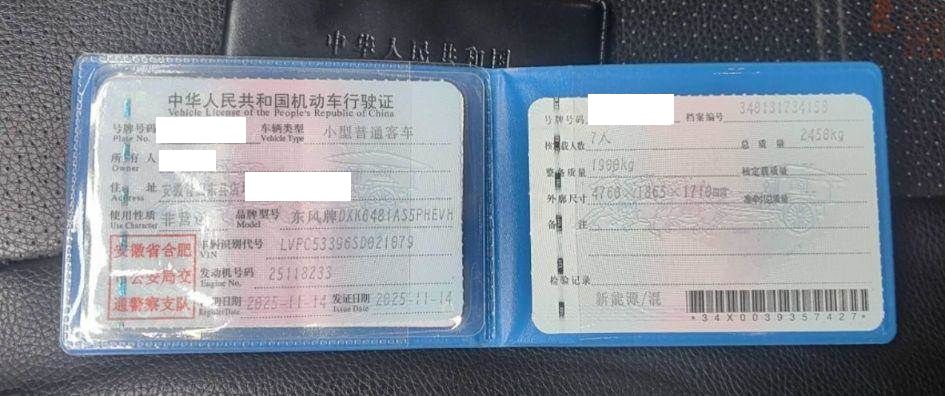 中华人民共和国
中华人民共和国机动车行驶证
Vehicle License of the People's Republic of China
号牌号码
Plate No.
车辆类型 小型普通客车
Vehicle Type
所有人
Owner
住 址 安徽省
Address
使用性质 非营运
Use Character
品牌型号 东风牌DXK6481AS5PHEVH
Model
安徽省合肥
市公安局交
通警察支队
车辆识别代号 LVPC53396SD021879
VIN
发动机号码 25118233
Engine No.
注册日期 2025-11-14
Register Date
发证日期 2025-11-14
Issue Date
号牌号码
档案编号
核定载人数 7人
总质量 2450kg
整备质量 1900kg
核定载质量
外廓尺寸 4760×1865×1710mm
准牵引总质量
备 注
检验记录
新能源/混
*34X0039357427*